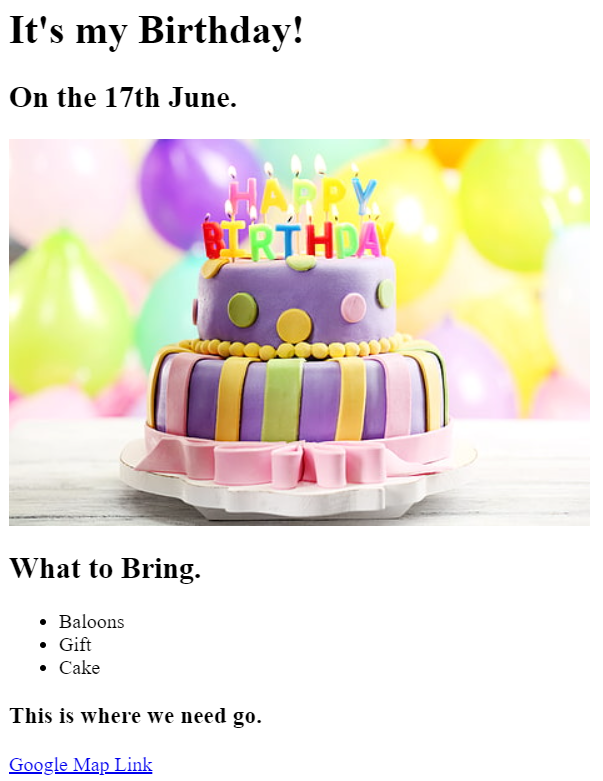 It's my Birthday!
On the 17th June.
HAPPY
BIRTHDAY
What to Bring.
Baloons
Gift
Cake
This is where we need go.
Google Map Link